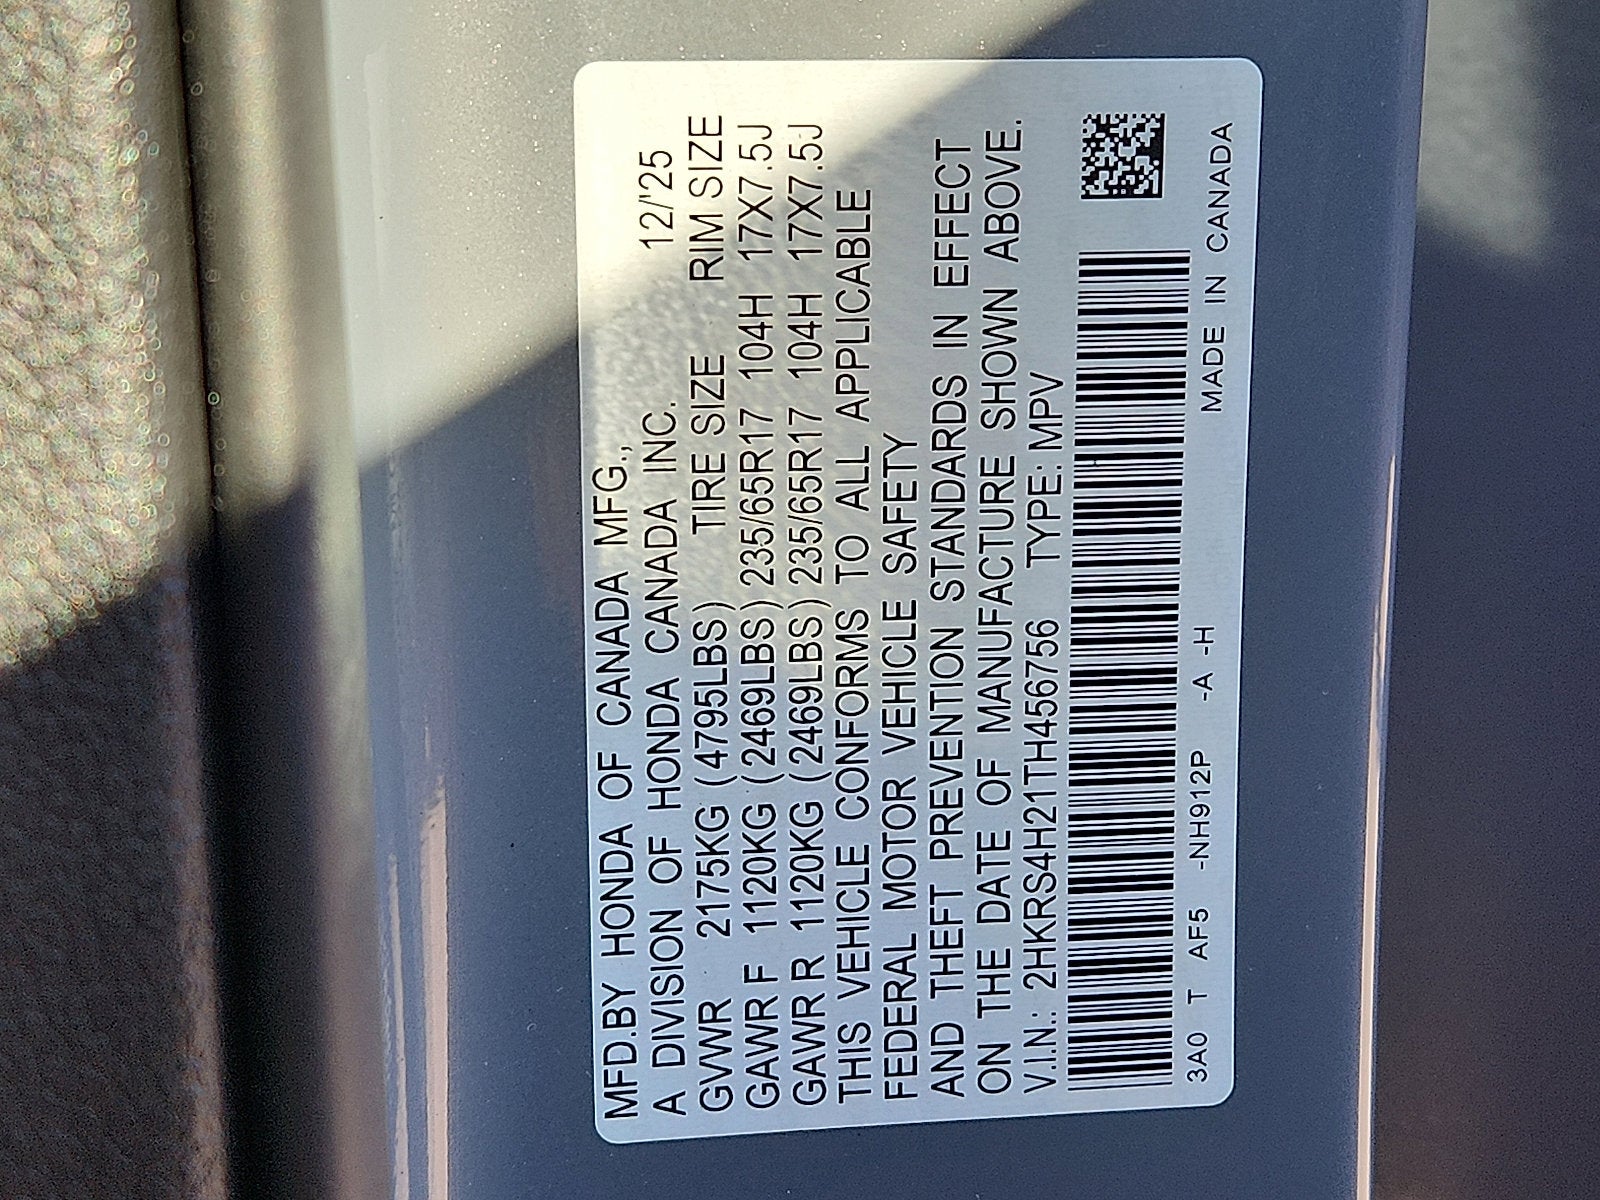 MFD.BY HONDA OF CANADA MFG.,
A DIVISION OF HONDA CANADA INC. 12/'25
GVWR 2175KG (4795LBS) TIRE SIZE RIM SIZE
GAWR F 1120KG (2469LBS) 235/65R17 104H 17X7.5J
GAWR R 1120KG (2469LBS) 235/65R17 104H 17X7.5J
THIS VEHICLE CONFORMS TO ALL APPLICABLE
FEDERAL MOTOR VEHICLE SAFETY
AND THEFT PREVENTION STANDARDS IN EFFECT
ON THE DATE OF MANUFACTURE SHOWN ABOVE.
V.I.N.: 2HKRS4H21TH456756 TYPE: MPV
3A0 T AF5 -NH912P -A -H MADE IN CANADA